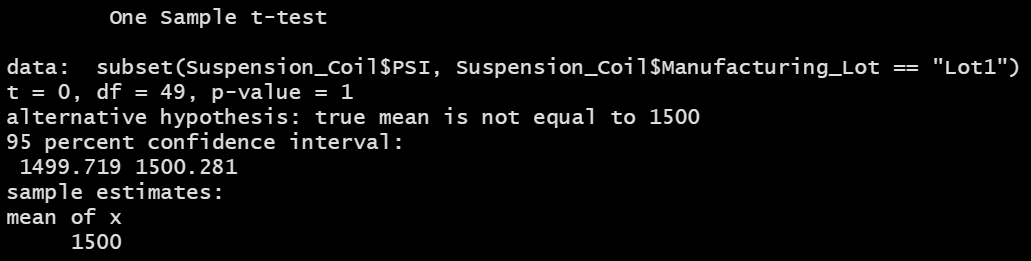 One Sample t-test
data:  subset(Suspension_Coil$PSI, Suspension_Coil$Manufacturing_Lot == "Lot1")
t = 0, df = 49, p-value = 1
alternative hypothesis: true mean is not equal to 1500
95 percent confidence interval:
 1499.719 1500.281
sample estimates:
mean of x
     1500